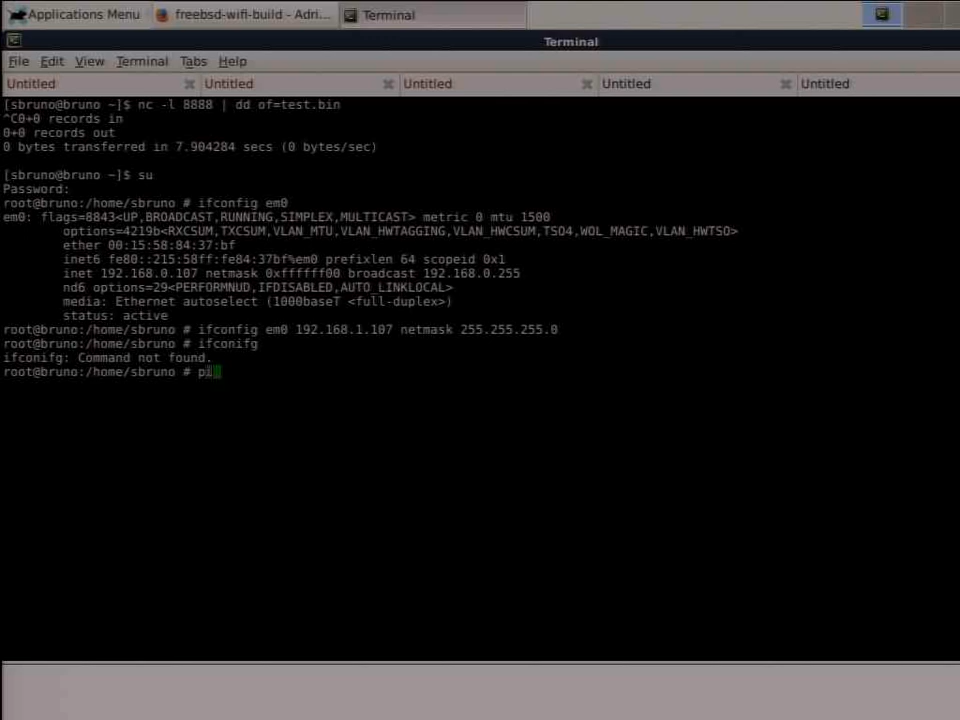 Applications Menu freebsd-wifi-build - Adri... Terminal
Terminal
File Edit View Terminal Tabs Help
Untitled Untitled Untitled Untitled Untitled
[sbruno@bruno ~]$ nc -l 8888 | dd of=test.bin
^C0+0 records in
0+0 records out
0 bytes transferred in 7.904284 secs (0 bytes/sec)
[sbruno@bruno ~]$ su
Password:
root@bruno:/home/sbruno # ifconfig em0
em0: flags=8843<UP,BROADCAST,RUNNING,SIMPLEX,MULTICAST> metric 0 mtu 1500
options=4219b<RXCSUM,TXCSUM,VLAN_MTU,VLAN_HWTAGGING,VLAN_HWCSUM,TSO4,WOL_MAGIC,VLAN_HWTSO>
ether 00:15:58:84:37:bf
inet6 fe80::215:58ff:fe84:37bf%em0 prefixlen 64 scopeid 0x1
inet 192.168.0.107 netmask 0xffffff00 broadcast 192.168.0.255
nd6 options=29<PERFORMNUD,IFDISABLED,AUTO_LINKLOCAL>
media: Ethernet autoselect (1000baseT <full-duplex>)
status: active
root@bruno:/home/sbruno # ifconfig em0 192.168.1.107 netmask 255.255.255.0
root@bruno:/home/sbruno # ifconifg
ifconifg: Command not found.
root@bruno:/home/sbruno # pi